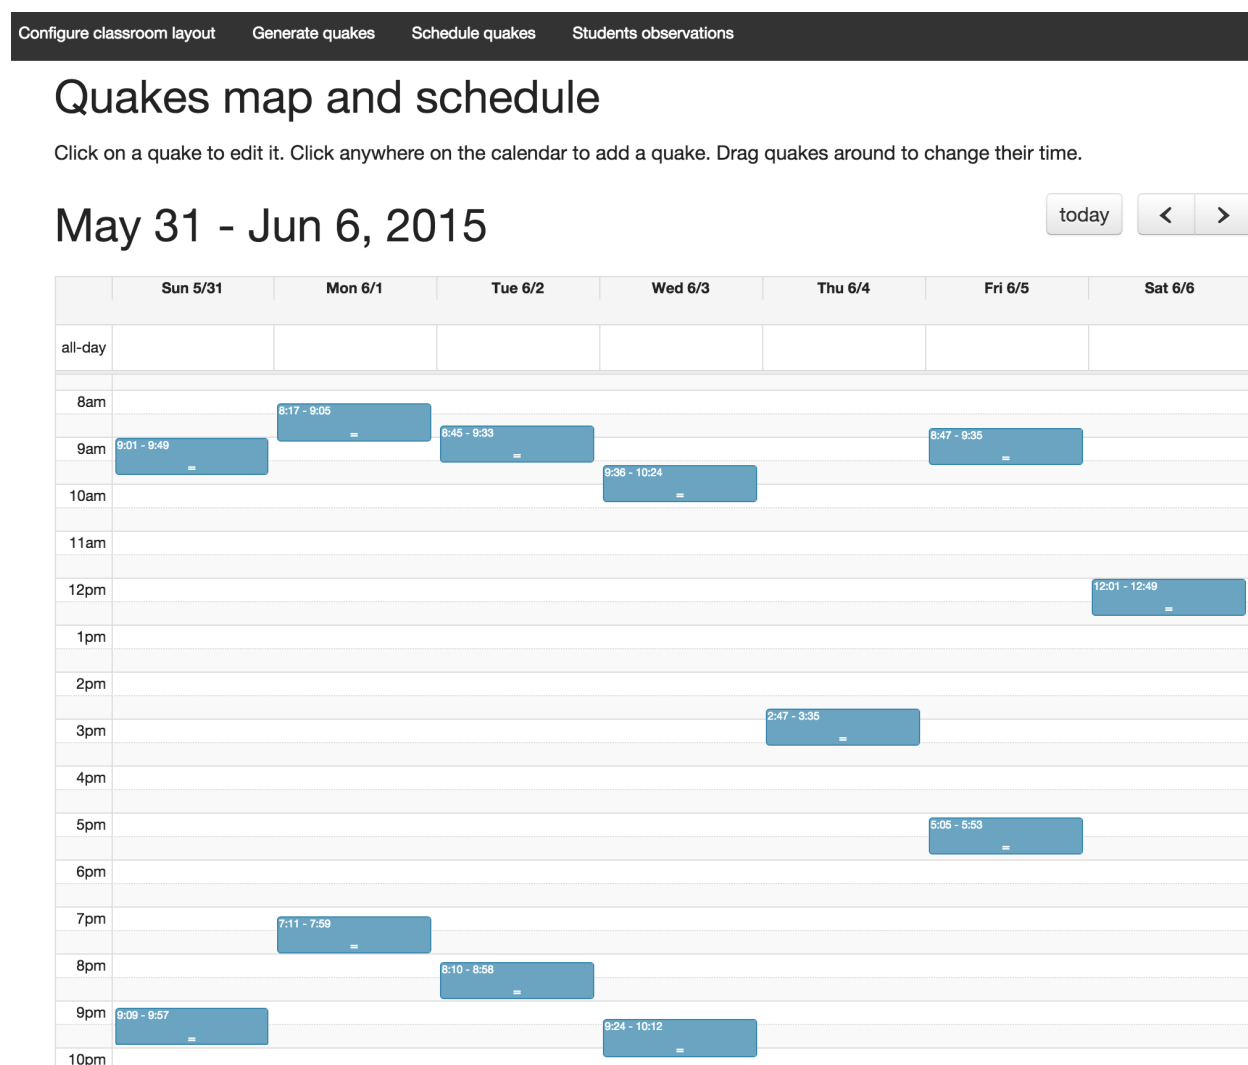 Configure classroom layout Generate quakes Schedule quakes Students observations
Quakes map and schedule
Click on a quake to edit it. Click anywhere on the calendar to add a quake. Drag quakes around to change their time.
May 31 - Jun 6, 2015
today < >
Sun 5/31 Mon 6/1 Tue 6/2 Wed 6/3 Thu 6/4 Fri 6/5 Sat 6/6
all-day
8am
8:17 - 9:05
8:45 - 9:33
8:47 - 9:35
9am
9:01 - 9:49
9:36 - 10:24
10am
11am
12pm
12:01 - 12:49
1pm
2pm
2:47 - 3:35
3pm
4pm
5pm
5:05 - 5:53
6pm
7pm
7:11 - 7:59
8pm
8:10 - 8:58
9pm
9:09 - 9:57
9:24 - 10:12
10pm